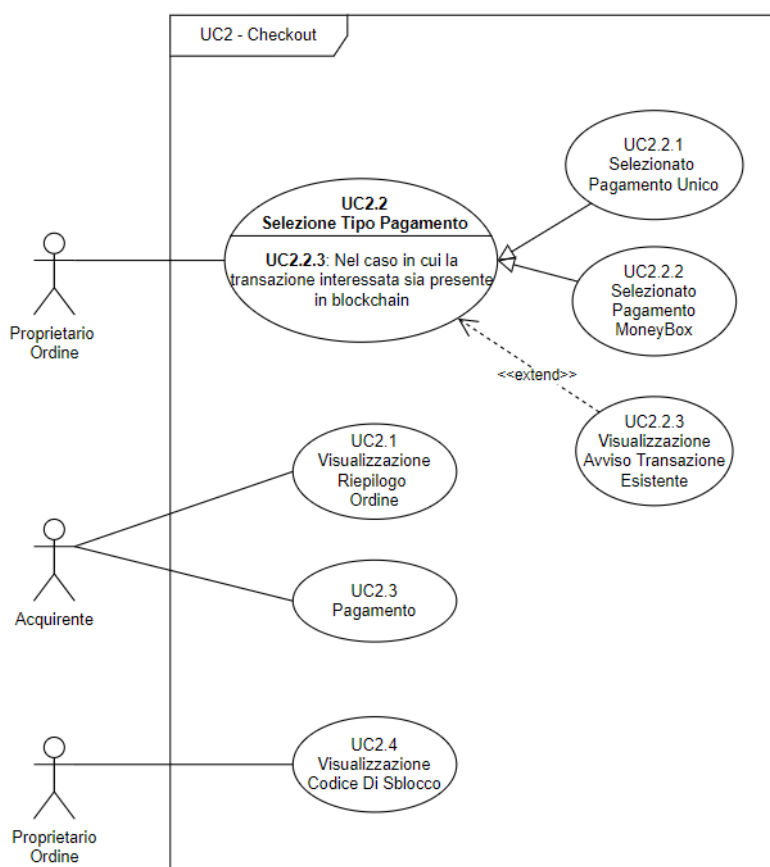 UC2 - Checkout
UC2.2.1
Selezionato
Pagamento Unico
UC2.2
Selezione Tipo Pagamento
UC2.2.3: Nel caso in cui la
transazione interessata sia presente
in blockchain
Proprietario
Ordine
UC2.2.2
Selezionato
Pagamento
MoneyBox
<<extend>>
UC2.2.3
Visualizzazione
Avviso Transazione
Esistente
UC2.1
Visualizzazione
Riepilogo
Ordine
Acquirente
UC2.3
Pagamento
UC2.4
Visualizzazione
Codice Di Sblocco
Proprietario
Ordine